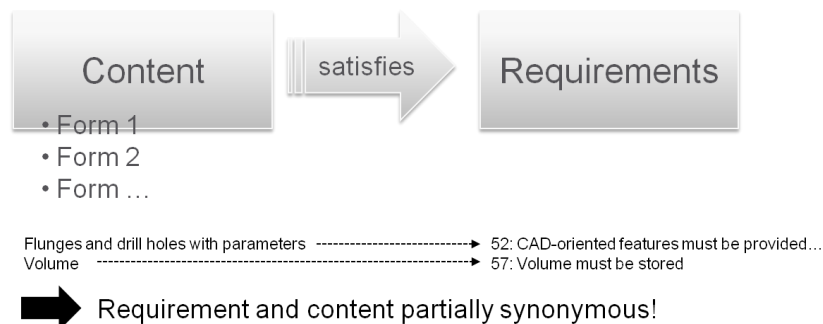 Content
satisfies
Requirements
• Form 1
• Form 2
• Form …
Flunges and drill holes with parameters
52: CAD-oriented features must be provided…
Volume
57: Volume must be stored
Requirement and content partially synonymous!